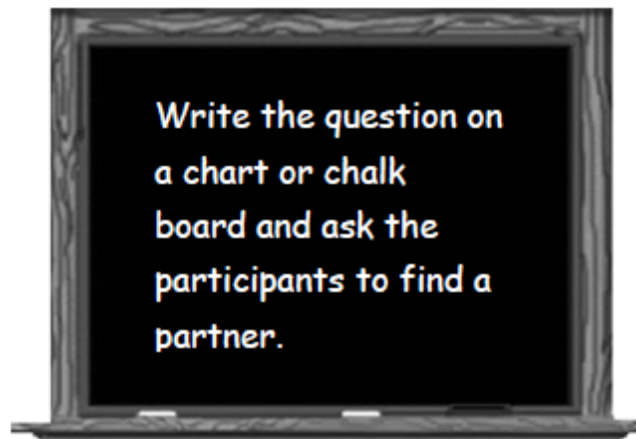 Write the question on
a chart or chalk
board and ask the
participants to find a
partner.